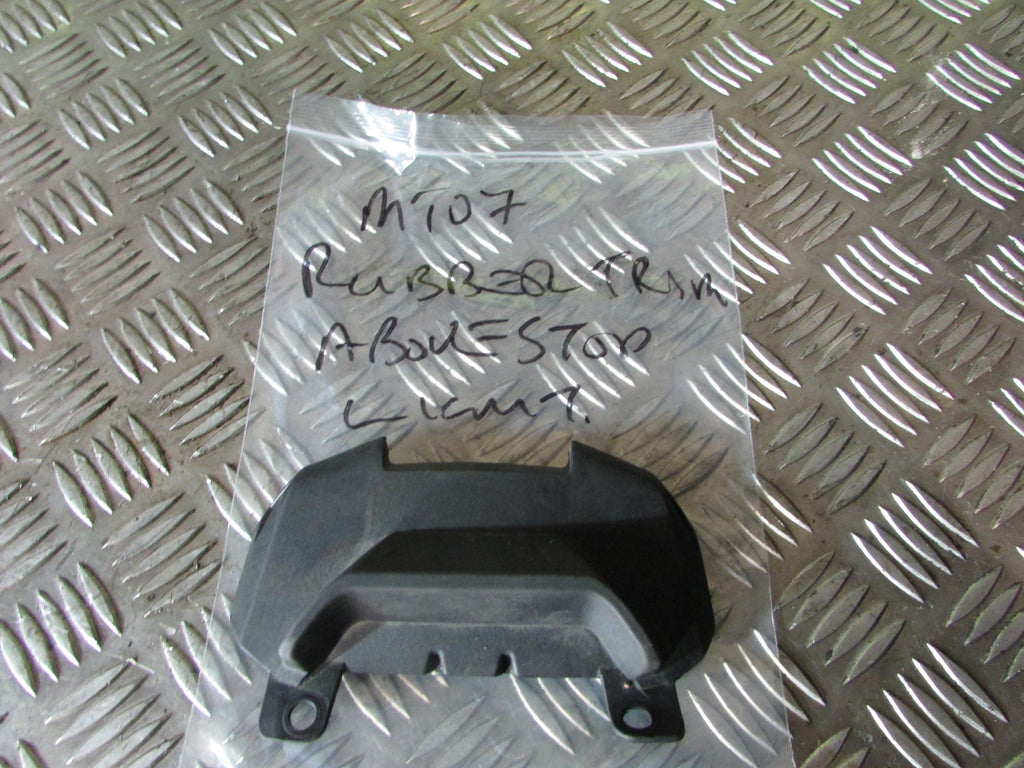 MT07
RUBBER TRIM
ABOVE STOP
LIGHT.